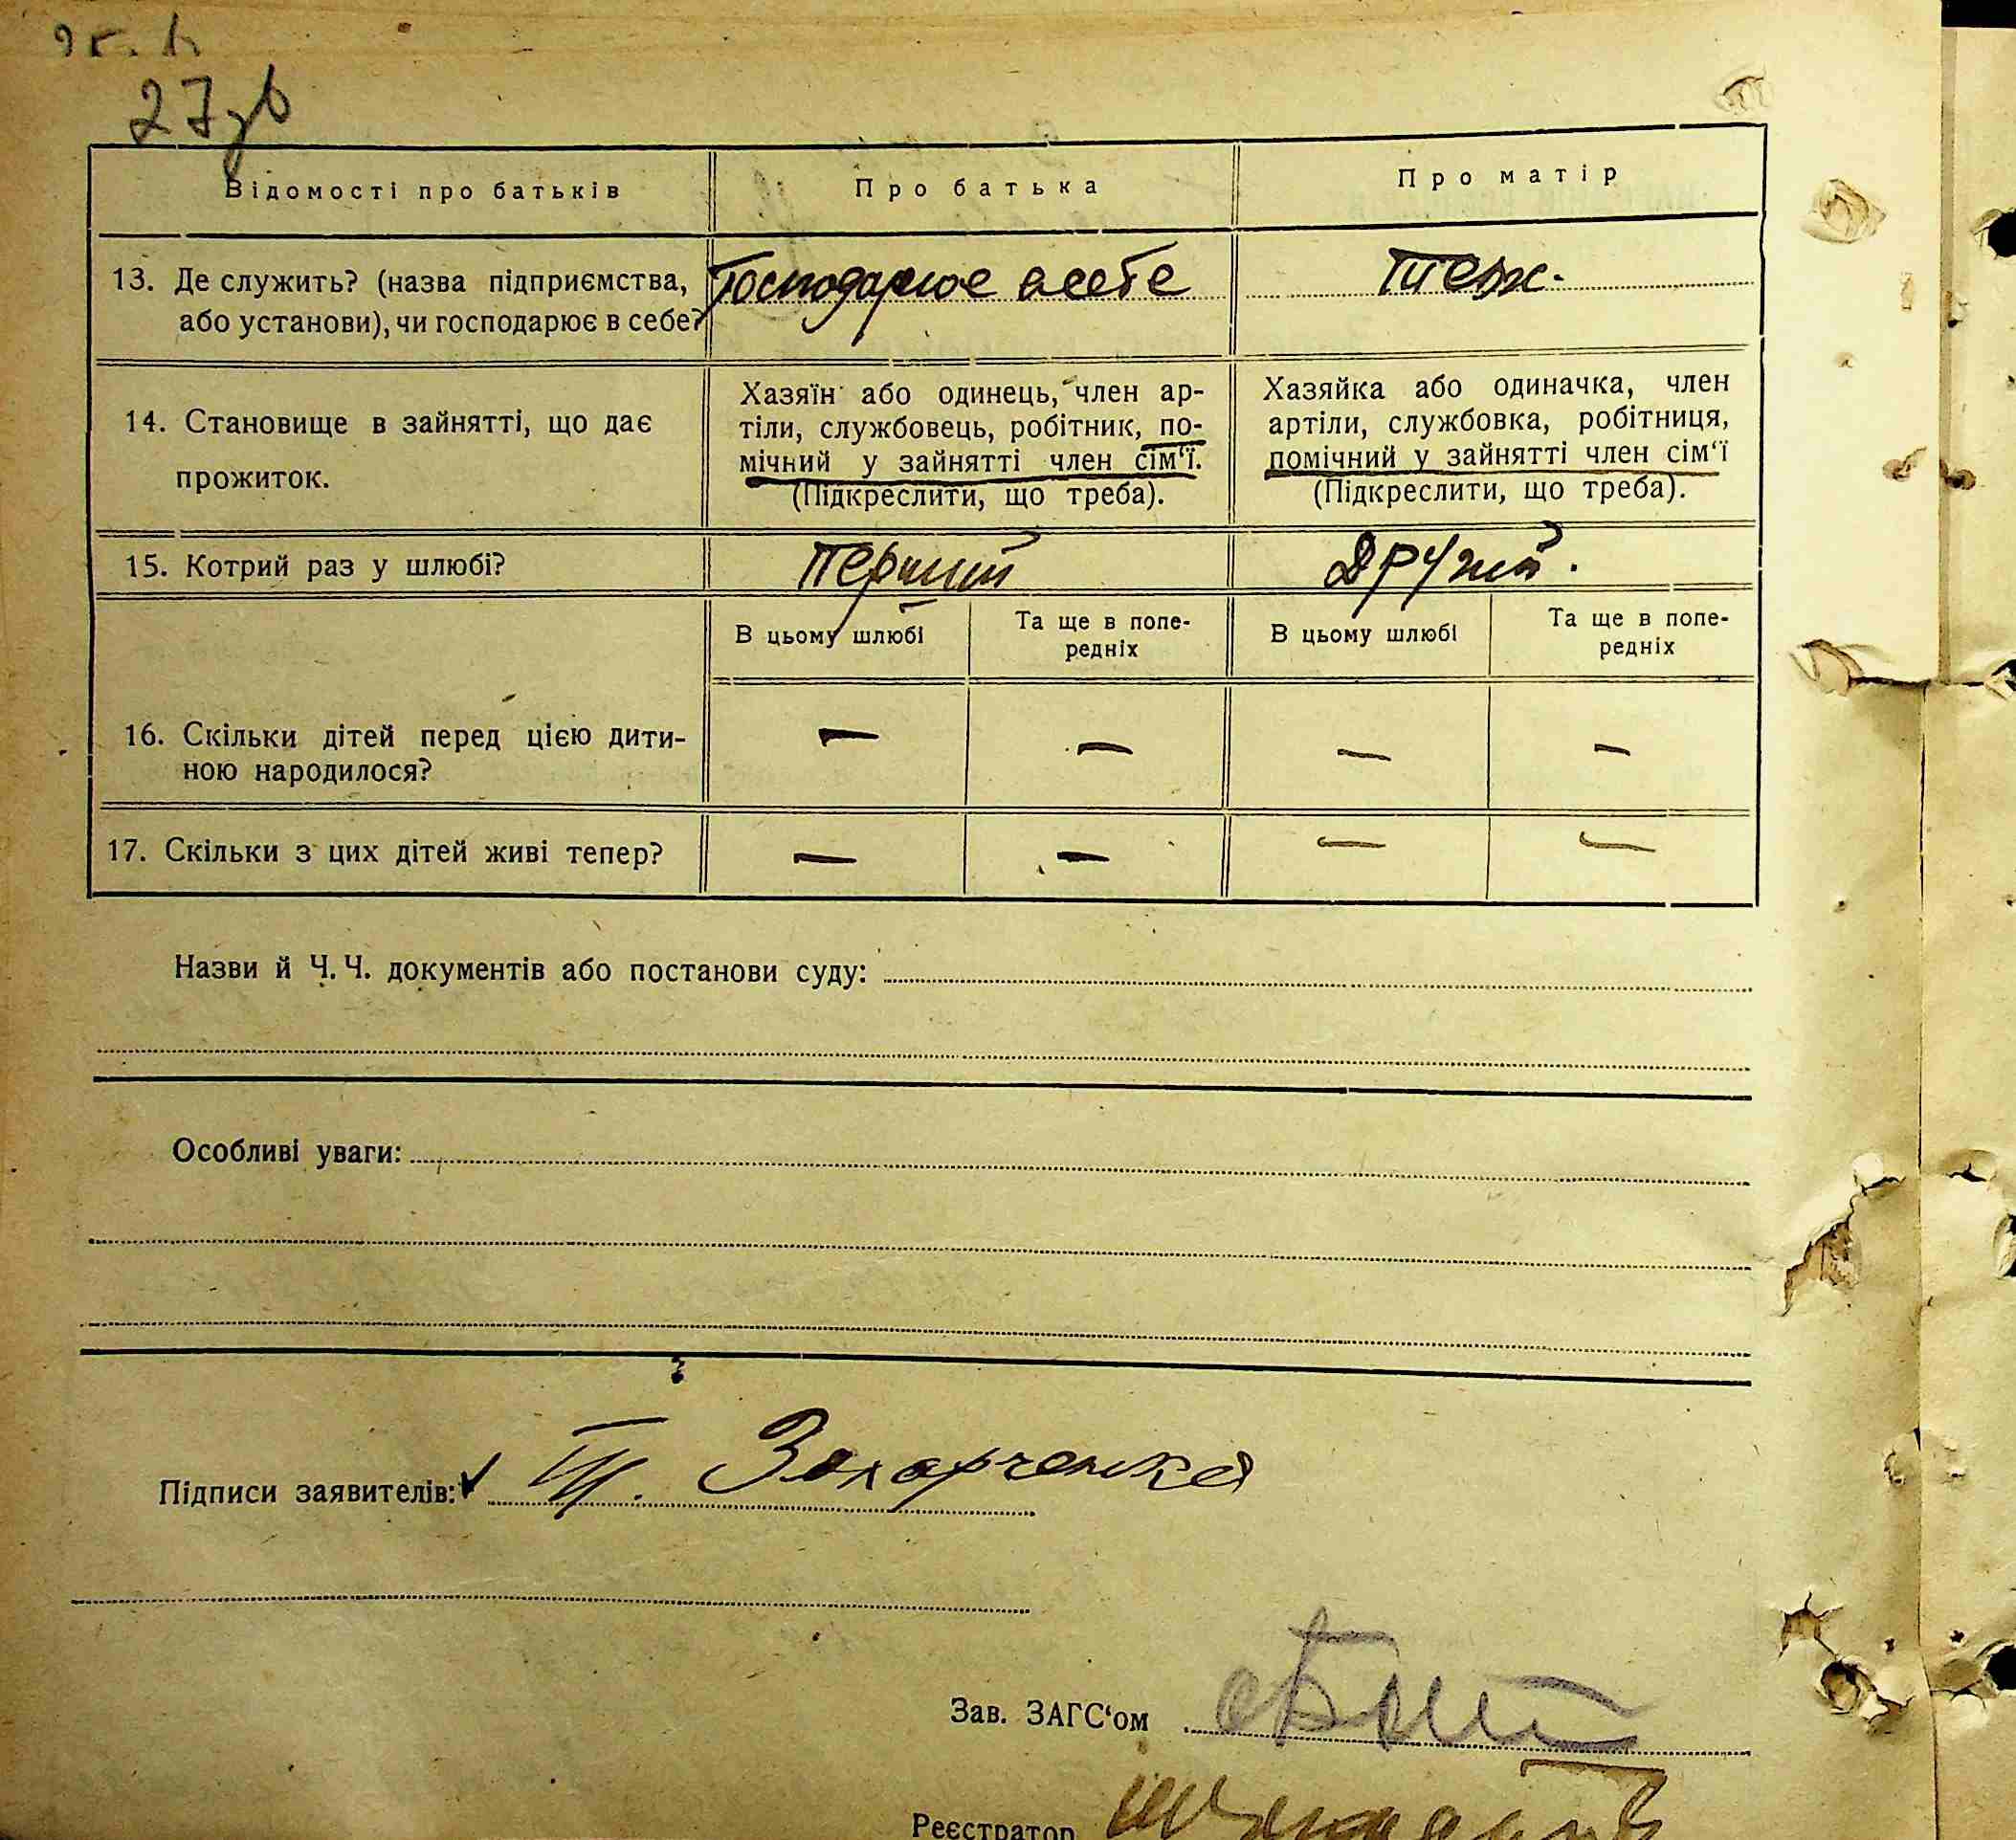 27зв
Відомості про батьків
Про батька
Про матір
13. Де служить? (назва підприємства,
або установи), чи господарює в себе?
Господарює в себе
Теж.
14. Становище в зайнятті, що дає
прожиток.
Хазяїн або одинець, член ар-
тіли, службовець, робітник, по-
мічний у зайнятті член сім‘ї.
(Підкреслити, що треба).
Хазяйка або одиначка, член
артіли, службовка, робітниця,
помічний у зайнятті член сім‘ї
(Підкреслити, що треба).
15. Котрий раз у шлюбі?
Перший
Другий.
В цьому шлюбі
Та ще в попе-
редніх
В цьому шлюбі
Та ще в попе-
редніх
16. Скільки дітей перед цією дити-
ною народилося?
— — — —
17. Скільки з цих дітей живі тепер?
— — — —
Назви й Ч. Ч. документів або постанови суду:
Особливі уваги:
Підписи заявителів: Захарченко
Зав. ЗАГС‘ом
Реєстратор